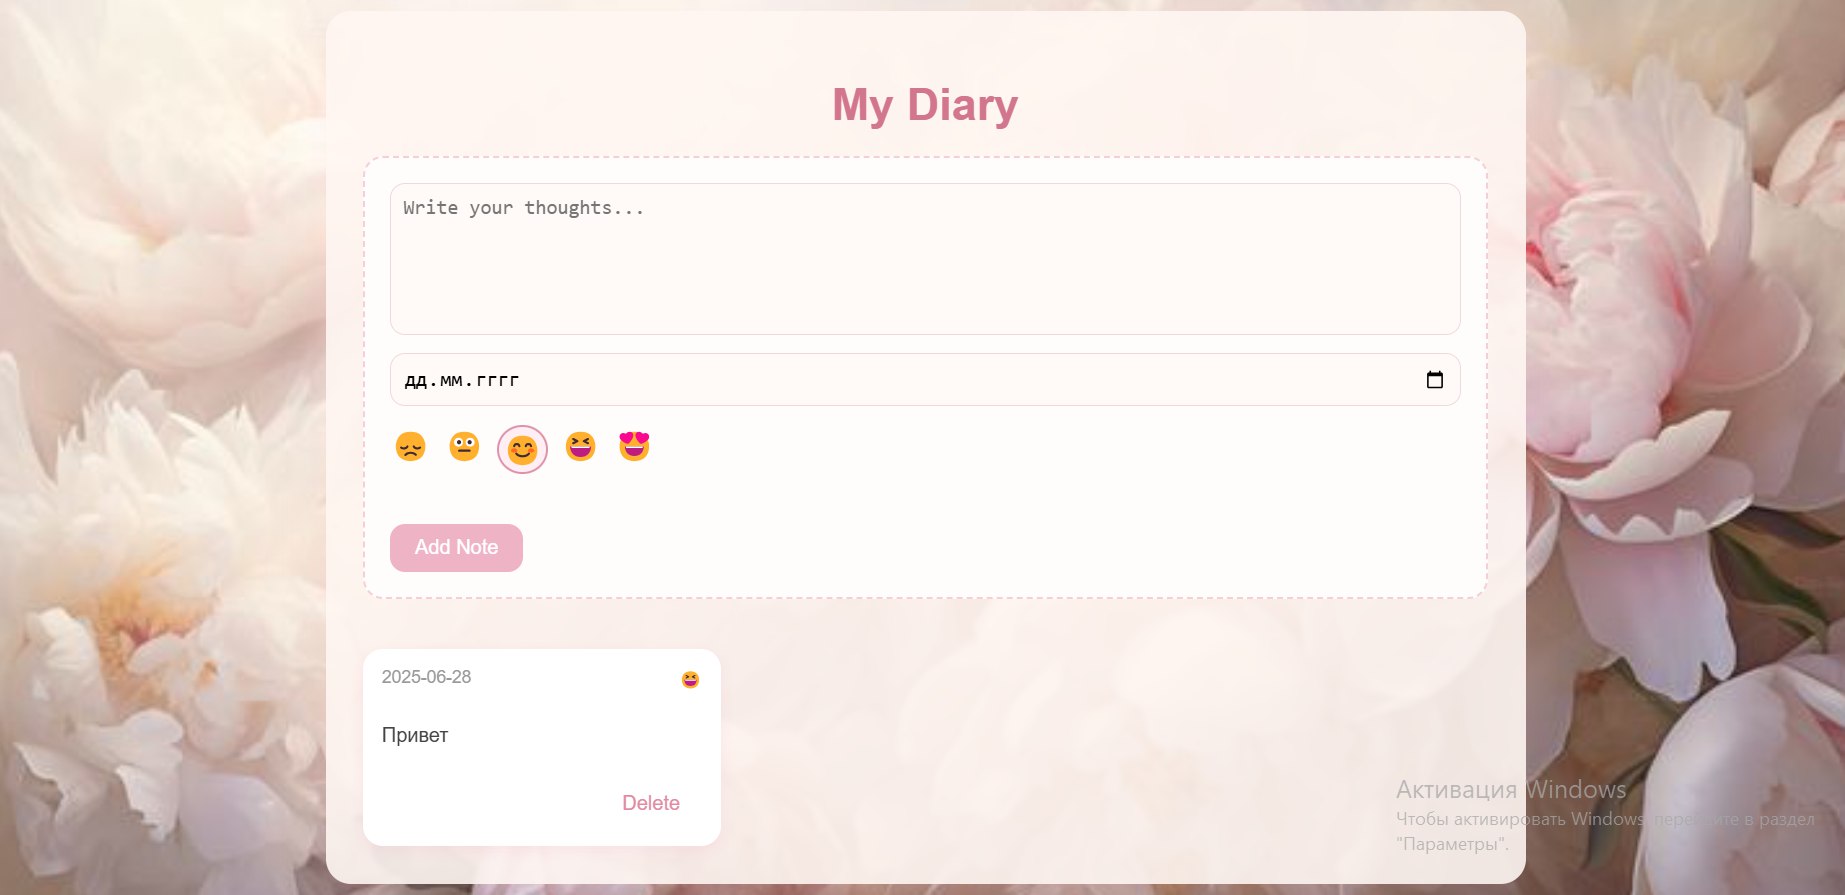 My Diary
Write your thoughts...
дд.мм.гггг
Add Note
2025-06-28
Привет
Delete
Активация Windows
Чтобы активировать Windows, перейдите в раздел
"Параметры".